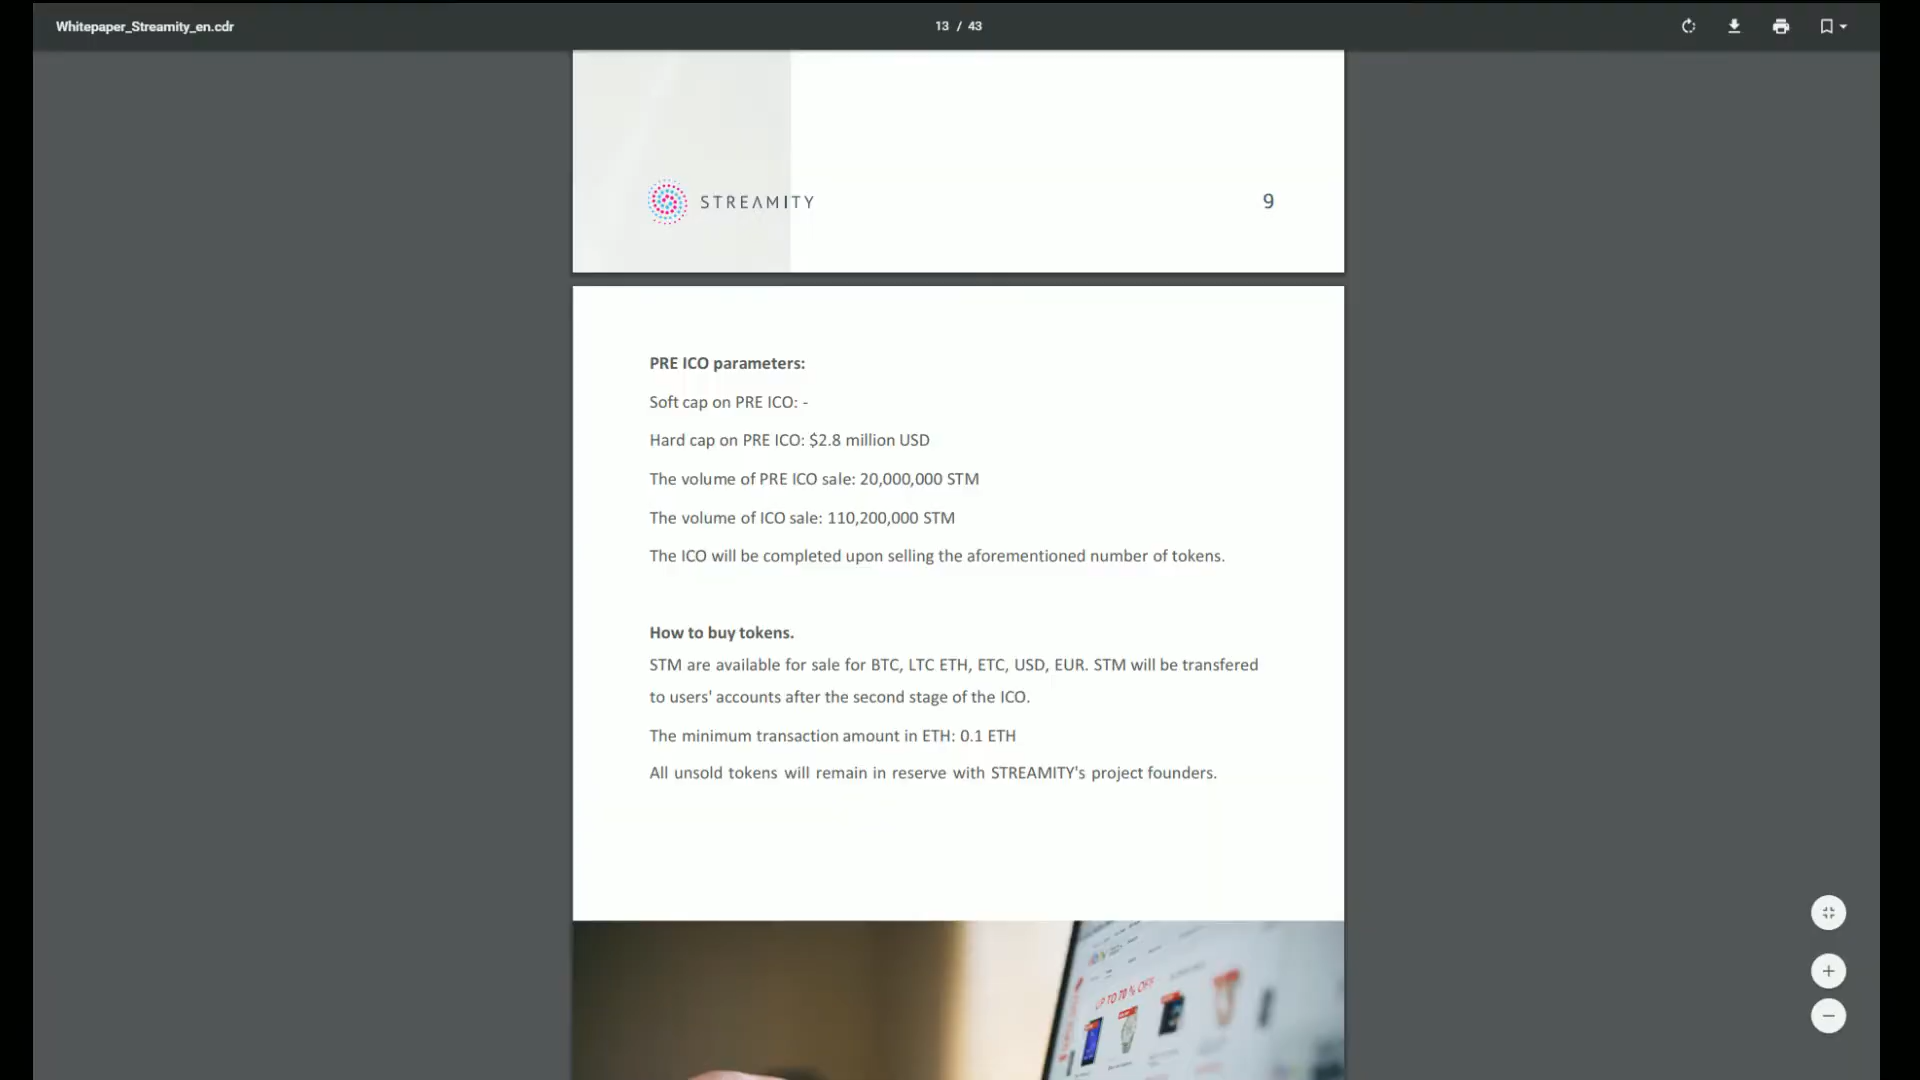 Whitepaper_Streamity_en.cdr
13 / 43
STREAMITY
9
PRE ICO parameters:
Soft cap on PRE ICO: -
Hard cap on PRE ICO: $2.8 million USD
The volume of PRE ICO sale: 20,000,000 STM
The volume of ICO sale: 110,200,000 STM
The ICO will be completed upon selling the aforementioned number of tokens.
How to buy tokens.
STM are available for sale for BTC, LTC ETH, ETC, USD, EUR. STM will be transfered
to users' accounts after the second stage of the ICO.
The minimum transaction amount in ETH: 0.1 ETH
All unsold tokens will remain in reserve with STREAMITY's project founders.
UP TO 70 % OFF